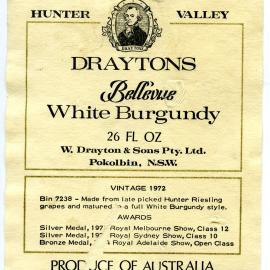 HUNTER VALLEY
DRAYTONS
DRAYTONS
Bellevue
White Burgundy
26 FL OZ
W. Drayton & Sons Pty. Ltd.
Pokolbin, N.S.W.
VINTAGE 1972
Bin 7238 - Made from late picked Hunter Riesling
grapes and matured to a full White Burgundy style.
AWARDS
Silver Medal, Royal Melbourne Show, Class 12
Silver Medal, Royal Sydney Show, Class 10
Bronze Medal, Royal Adelaide Show, Open Class
PRODUCE OF AUSTRALIA